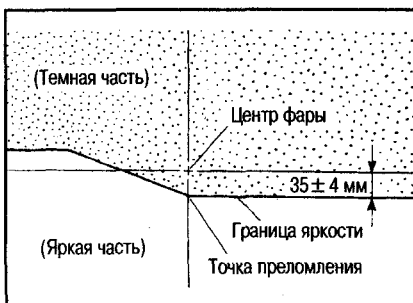 (Темная часть)
Центр фары
35± 4 мм
Граница яркости
(Яркая часть)
Точка преломления